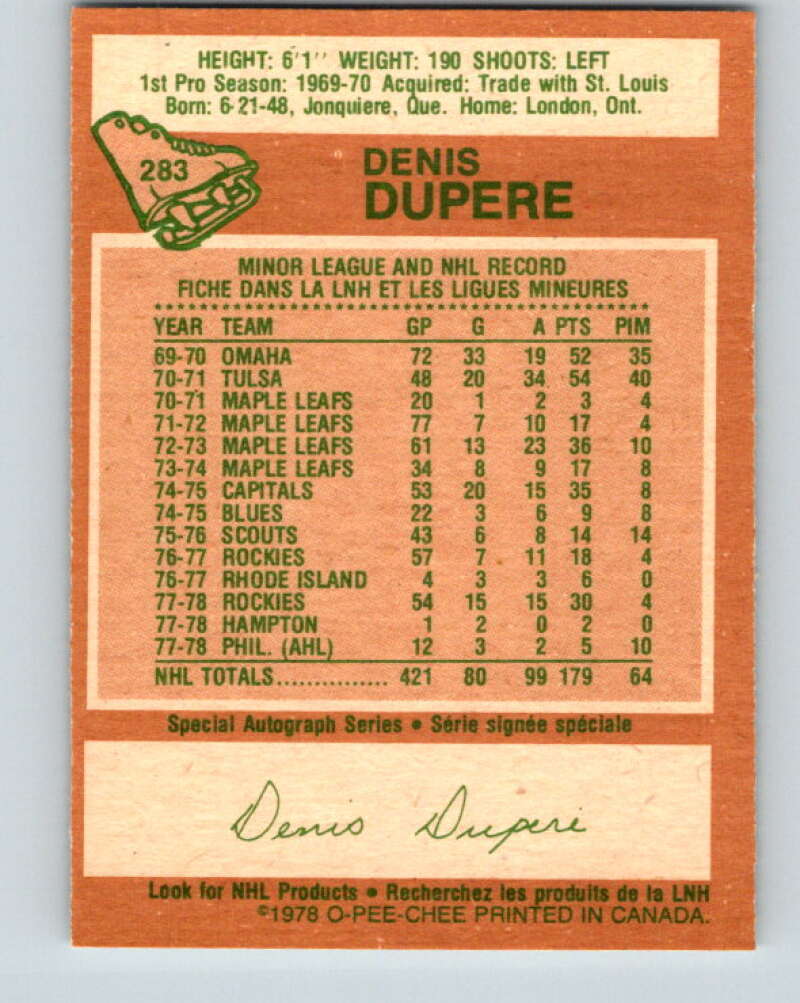 HEIGHT: 6'1" WEIGHT: 190 SHOOTS: LEFT
1st Pro Season: 1969-70 Acquired: Trade with St. Louis
Born: 6-21-48, Jonquiere, Que. Home: London, Ont.
283
DENIS
DUPERE
MINOR LEAGUE AND NHL RECORD
FICHE DANS LA LNH ET LES LIGUES MINEURES
YEAR TEAM GP G A PTS PIM
69-70 OMAHA 72 33 19 52 35
70-71 TULSA 48 20 34 54 40
70-71 MAPLE LEAFS 20 1 2 3 4
71-72 MAPLE LEAFS 77 7 10 17 4
72-73 MAPLE LEAFS 61 13 23 36 10
73-74 MAPLE LEAFS 34 8 9 17 8
74-75 CAPITALS 53 20 15 35 8
74-75 BLUES 22 3 6 9 8
75-76 SCOUTS 43 6 8 14 14
76-77 ROCKIES 57 7 11 18 4
76-77 RHODE ISLAND 4 3 3 6 0
77-78 ROCKIES 54 15 15 30 4
77-78 HAMPTON 1 2 0 2 0
77-78 PHIL. (AHL) 12 3 2 5 10
NHL TOTALS............... 421 80 99 179 64
Special Autograph Series • Série signée spéciale
Denis Dupere
Look for NHL Products • Recherchez les produits de la LNH
©1978 O-PEE-CHEE PRINTED IN CANADA.